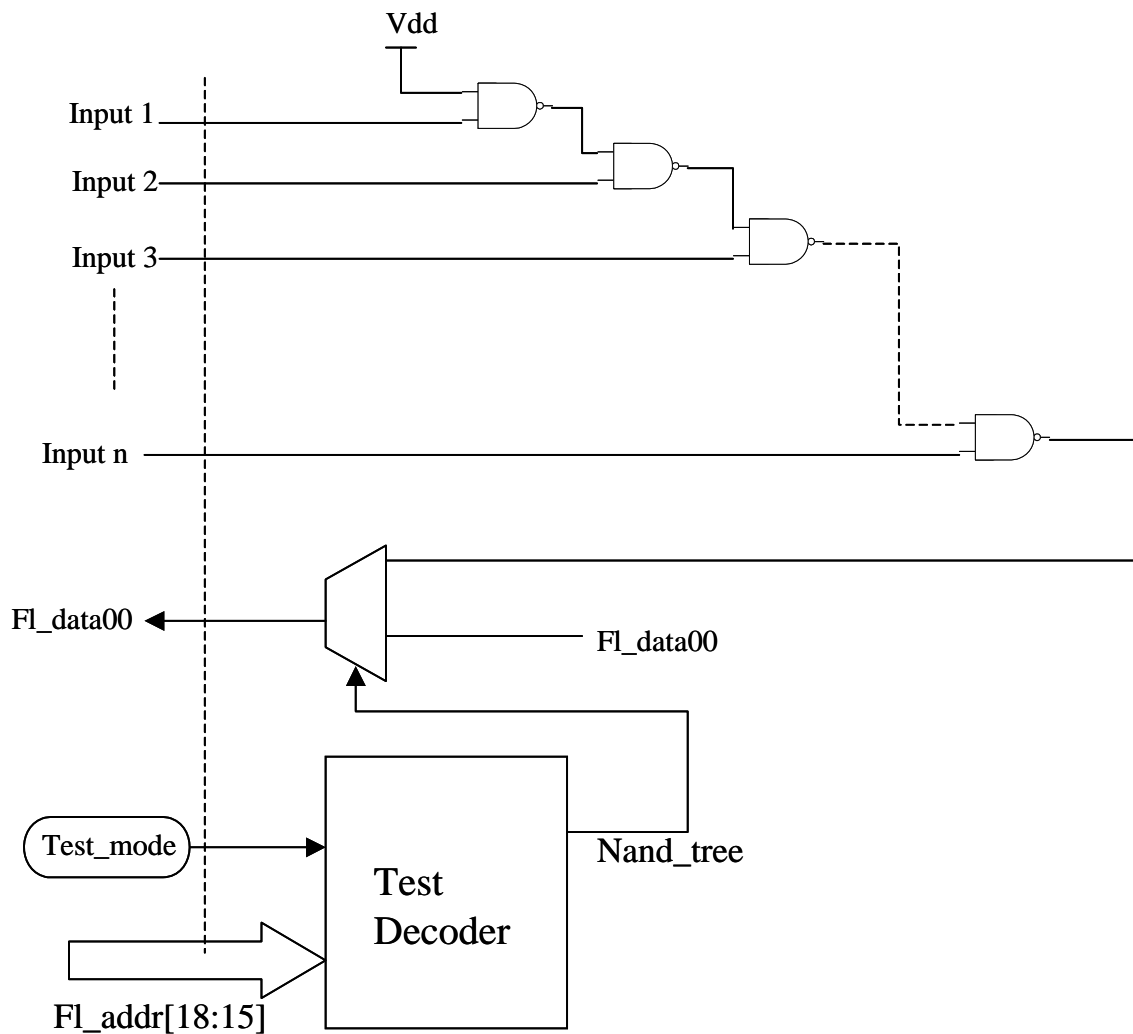 Vdd
Input 1
Input 2
Input 3
Input n
Fl_data00
Fl_data00
Test_mode
Nand_tree
Test
Decoder
Fl_addr[18:15]